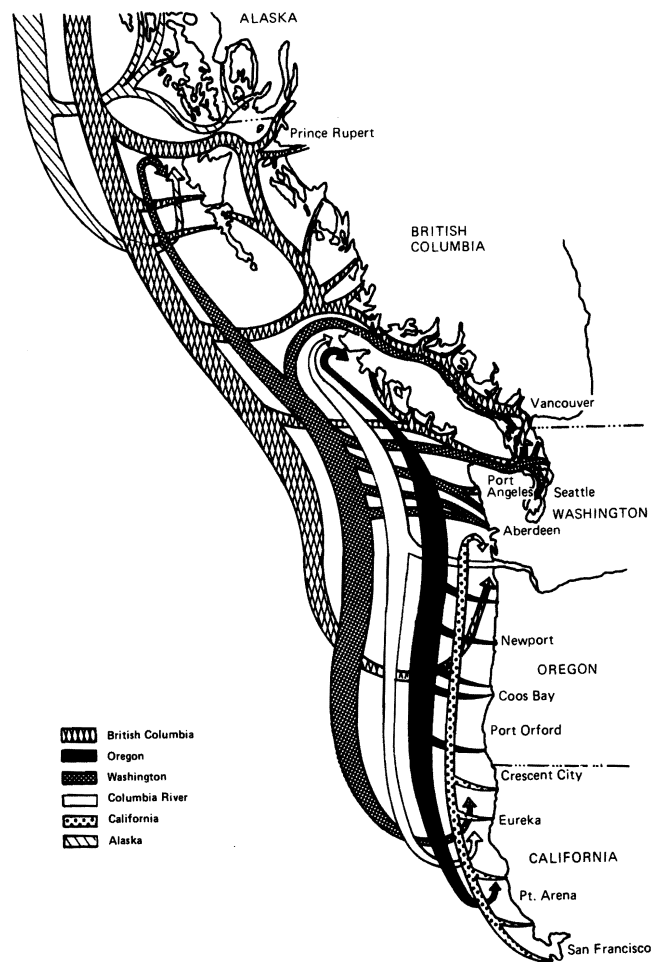 ALASKA
Prince Rupert
BRITISH
COLUMBIA
Vancouver
Port
Angeles
Seattle
WASHINGTON
Aberdeen
Newport
OREGON
Coos Bay
Port Orford
Crescent City
Eureka
CALIFORNIA
Pt. Arena
San Francisco
British Columbia
Oregon
Washington
Columbia River
California
Alaska